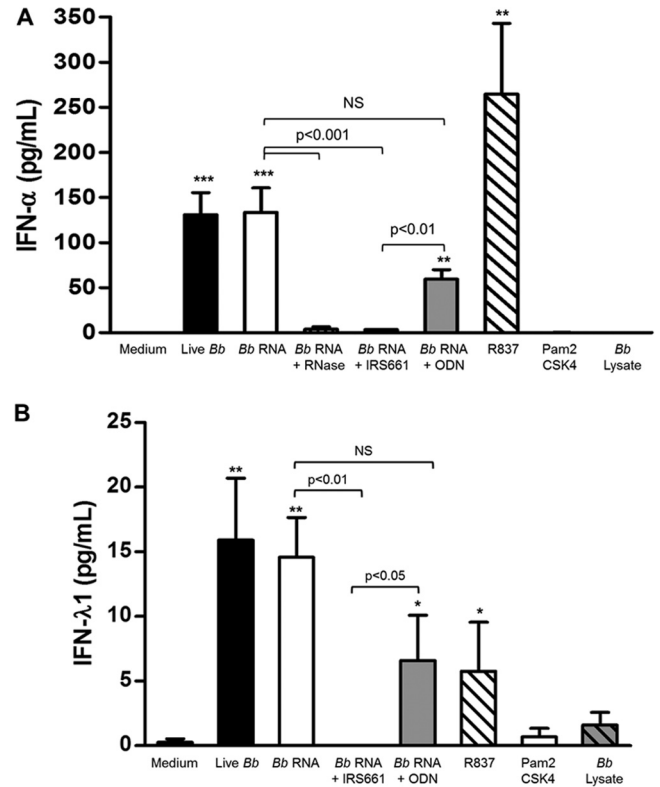 A
350
300
250
200
150
100
50
0
IFN-α (pg/mL)
**
NS
p<0.001
***
***
p<0.01
**
Medium Live Bb Bb RNA Bb RNA Bb RNA Bb RNA R837 Pam2 Bb
+ RNase + IRS661 + ODN CSK4 Lysate
B
25
20
15
10
5
0
IFN-λ1 (pg/mL)
NS
**
p<0.01
**
p<0.05
*
*
Medium Live Bb Bb RNA Bb RNA Bb RNA R837 Pam2 Bb
+ IRS661 + ODN CSK4 Lysate